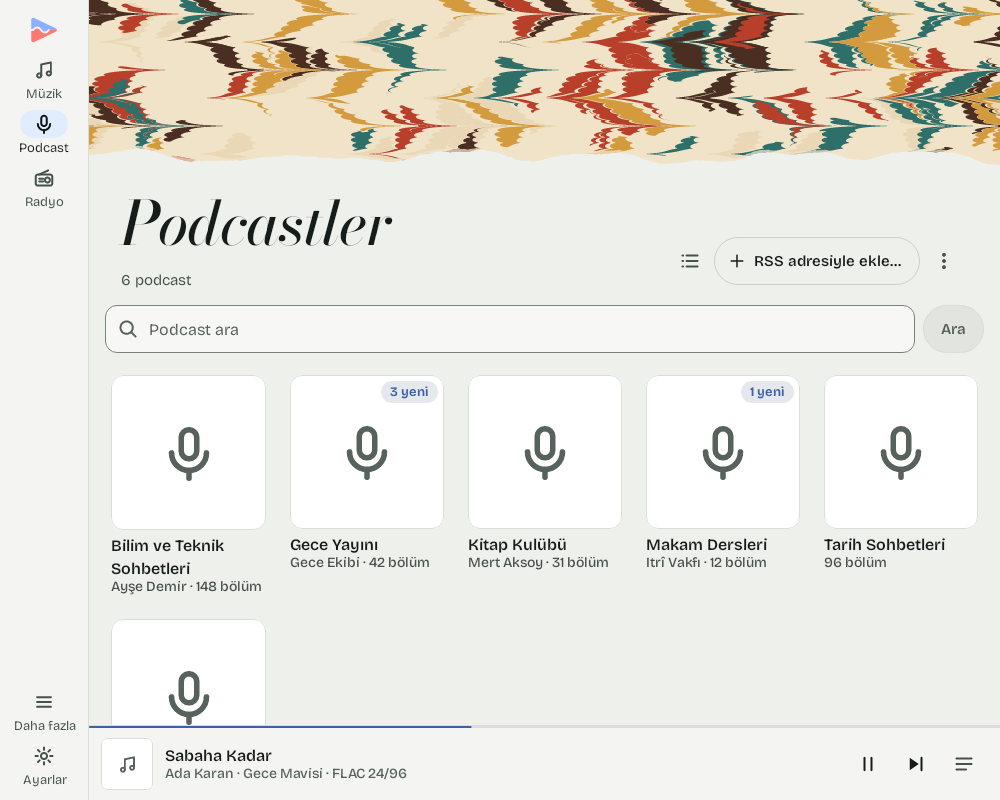 Müzik
Podcast
Radyo
Daha fazla
Ayarlar
Podcastler
6 podcast
RSS adresiyle ekle...
Podcast ara
Ara
Bilim ve Teknik
Sohbetleri
Ayşe Demir · 148 bölüm
3 yeni
Gece Yayını
Gece Ekibi · 42 bölüm
Kitap Kulübü
Mert Aksoy · 31 bölüm
1 yeni
Makam Dersleri
Itrî Vakfı · 12 bölüm
Tarih Sohbetleri
96 bölüm
Sabaha Kadar
Ada Karan · Gece Mavisi · FLAC 24/96